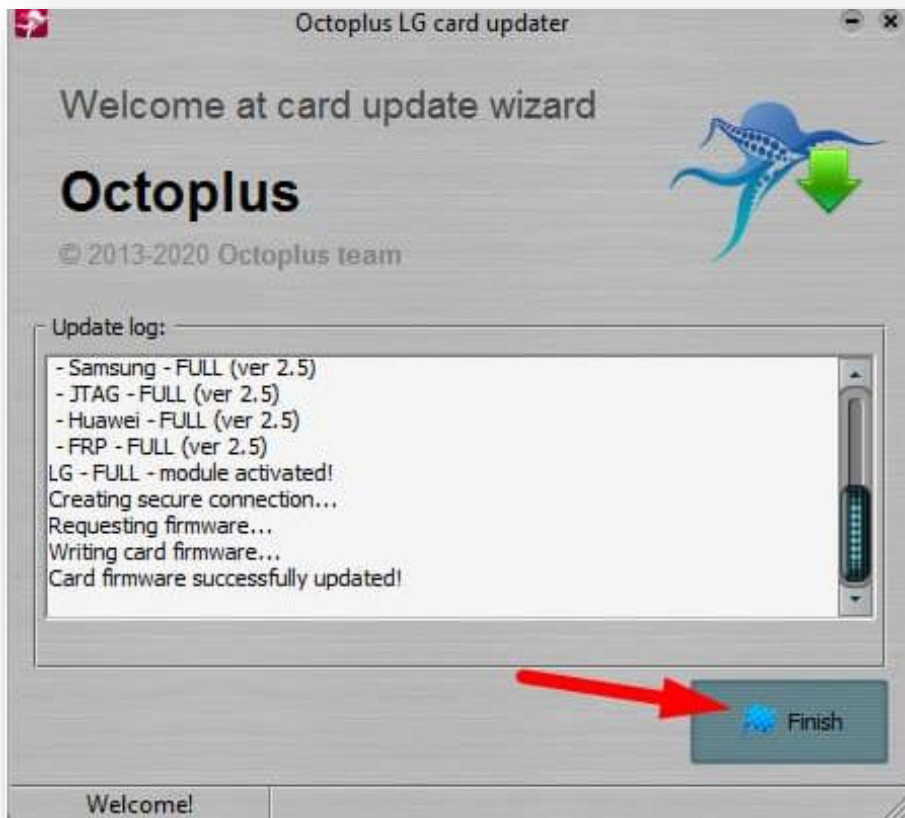 Octoplus LG card updater
Welcome at card update wizard
Octoplus
© 2013-2020 Octoplus team
Update log:
- Samsung - FULL (ver 2.5)
- JTAG - FULL (ver 2.5)
- Huawei - FULL (ver 2.5)
- FRP - FULL (ver 2.5)
LG - FULL - module activated!
Creating secure connection...
Requesting firmware...
Writing card firmware...
Card firmware successfully updated!
Finish
Welcome!